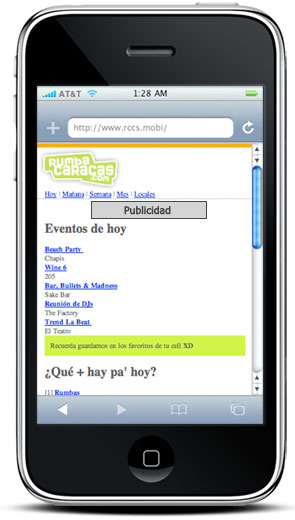 AT&T 1:28 AM
http://www.rccs.mobi/
RUMBA
CARACAS
.com
Hoy | Mañana | Semana | Mes | Locales
Publicidad
Eventos de hoy
Beach Party
Chapis
Wine 6
205
Bar, Bullets & Madness
Sake Bar
Reunión de DJs
The Factory
Trend La Beat
El Teatro
Recuerda guardarnos en los favoritos de tu cell XD
¿Qué + hay pa' hoy?
[1] Rumbas